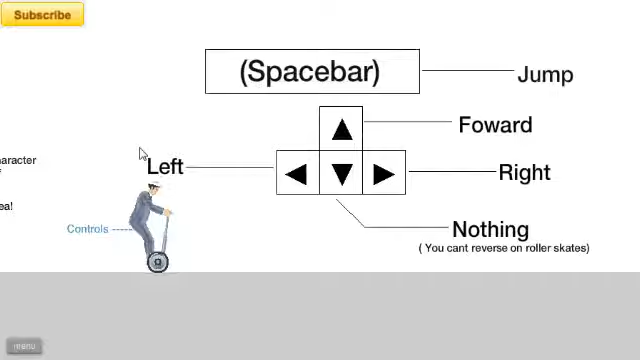 Subscribe
(Spacebar)
Jump
Foward
Left
Right
Nothing
( You cant reverse on roller skates)
Controls
menu